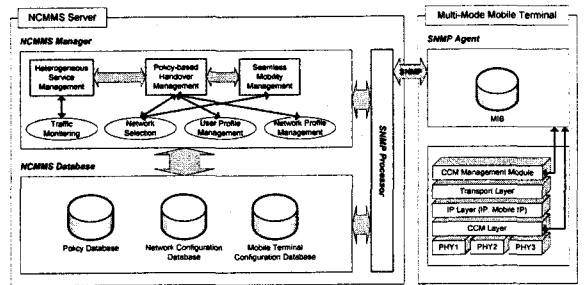 NCMMS Server
NCMMS Manager
Heterogeneous
Service
Management
Policy-based
Handover
Management
Seamless
Mobility
Management
Traffic
Monitoring
Network
Selection
User Profile
Management
Network Profile
Management
NCMMS Database
Policy Database
Network Configuration
Database
Mobile Terminal
Configuration Database
SNMP Processor
SNMP
Multi-Mode Mobile Terminal
SNMP Agent
MIB
CCM Management Module
Transport Layer
IP Layer (IP, Mobile IP)
CCM Layer
PHY1
PHY2
PHY3